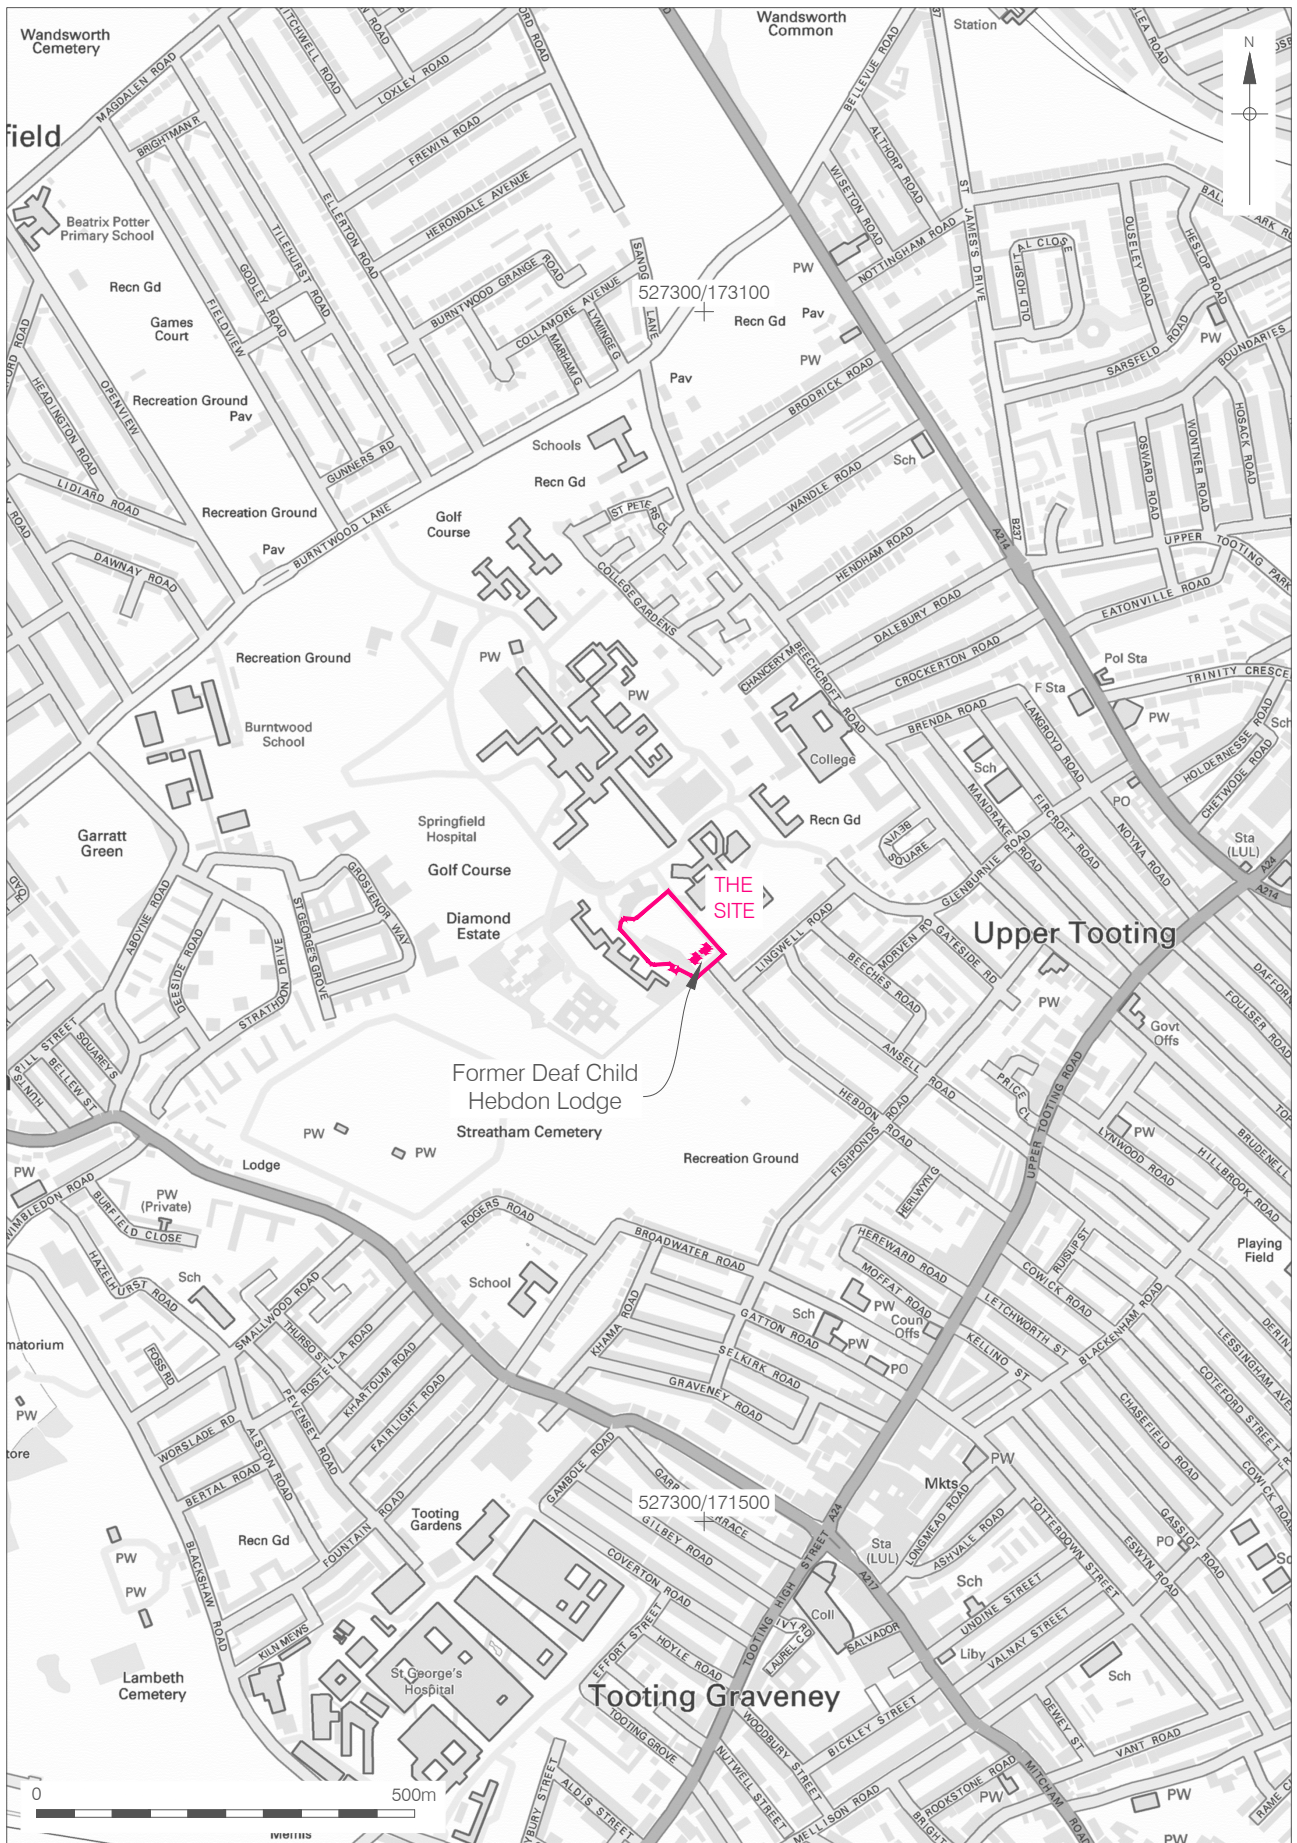 Wandsworth
Cemetery
Wandsworth
Common
Station
N
MAGDALEN ROAD
LOXLEY ROAD
BELLEVUE ROAD
FREWIN ROAD
ALTHORP ROAD
WISETON ROAD
ST JAMES'S DRIVE
field
Beatrix Potter
Primary School
HERONDALE AVENUE
ELLERTON ROAD
TILEHURST ROAD
GODLEY ROAD
FIELDVIEW
NOTTINGHAM ROAD
OUSELEY ROAD
HESLOP ROAD
OLD HOSPITAL CLOSE
PW
BURNTWOOD GRANGE ROAD
COLLAMORE AVENUE
LANE
527300/173100
Recn Gd
Pav
PW
Recn Gd
Games
Court
SARSFELD ROAD
PW
BOUNDARIES
HEADINGTON ROAD
OPENVIEW
Recreation Ground
Pav
Pav
BRODRICK ROAD
Schools
Recn Gd
WANDLE ROAD
Sch
OSWARD ROAD
WONTNER ROAD
HOSACK ROAD
GUNNERS RD
LIDIARD ROAD
Recreation Ground
Pav
BURNTWOOD LANE
Golf
Course
A214
B237
UPPER TOOTING PARK
DAWNAY ROAD
COLLEGE GARDENS
HENDHAM ROAD
DALEBURY ROAD
EATONVILLE ROAD
CROCKERTON ROAD
BEECHCROFT ROAD
Recreation Ground
PW
PW
Pol Sta
F Sta
PW
BRENDA ROAD
LANGROYD ROAD
Burntwood
School
College
Sch
HOLDERNESSE ROAD
CHETWODE ROAD
Sch
PO
Springfield
Hospital
Recn Gd
MANDRAKE ROAD
FIRCROFT ROAD
NOYNA ROAD
BEVIN
SQUARE
GLENBURNIE ROAD
Sta
(LUL)
A24
A214
Garratt
Green
Golf Course
GROSVENOR WAY
ST GEORGE'S GROVE
THE
SITE
Diamond
Estate
ABOYNE ROAD
DEESIDE ROAD
STRATHDON DRIVE
LINGWELL ROAD
MORVEN RD
GATESIDE RD
BEECHES ROAD
Upper Tooting
PW
Govt
Offs
FOULSER ROAD
BELLEW ST
ANSELL ROAD
PRICE CL
Former Deaf Child
Hebdon Lodge
HEBDON ROAD
UPPER TOOTING ROAD
Streatham Cemetery
PW
PW
Recreation Ground
FISHPONDS ROAD
PW
LYNWOOD ROAD
HILLBROOK ROAD
BRUDENELL
Lodge
PW
WIMBLEDON ROAD
PW
(Private)
BURFIELD CLOSE
ROGERS ROAD
BROADWATER ROAD
HERLWYN G
HEREWARD ROAD
MOFFAT ROAD
RUISLIP ST
COWICK ROAD
Playing
Field
HAZELHURST ROAD
Sch
School
SMALLWOOD ROAD
Sch
PW
Coun
Offs
PW
PO
LETCHWORTH ST
KELLINO ST
BLACKENHAM ROAD
matorium
FOSS RD
THURSO ST
ROSTELLA ROAD
KHARTOUM ROAD
FAIRLIGHT ROAD
KHAMA ROAD
GATTON ROAD
SELKIRK ROAD
GRAVENEY ROAD
PW
tore
WORSLADE RD
ALSTON ROAD
PEVENSEY ROAD
BERTAL ROAD
COTEFORD STREET
CHASEFIELD ROAD
LESSINGHAM AVE
PW
Mkts
GAMBOLE ROAD
527300/171500
GILBEY ROAD
Tooting
Gardens
LONGMEAD ROAD
ASHVALE ROAD
TOTTERDOWN STREET
ESWYN ROAD
GASSIOT ROAD
PO
Recn Gd
FOUNTAIN ROAD
COVERTON ROAD
TOOTING HIGH STREET
A24
A217
Sta
(LUL)
Sch
PW
PW
BLACKSHAW ROAD
KILN MEWS
EFFORT STREET
HOYLE ROAD
IVY RD
LAUREL C
Coll
SALVADOR
UNDINE STREET
VALNAY STREET
Liby
Sch
Lambeth
Cemetery
St George's
Hospital
Tooting Graveney
TOOTING GROVE
WOODBURY STREET
NUTWELL STREET
BICKLEY STREET
DEWEY ST
VANT ROAD
MITCHAM ROAD
ALDIS STREET
MELLISON ROAD
BROOKSTONE ROAD
PW
PW
PW
0
500m